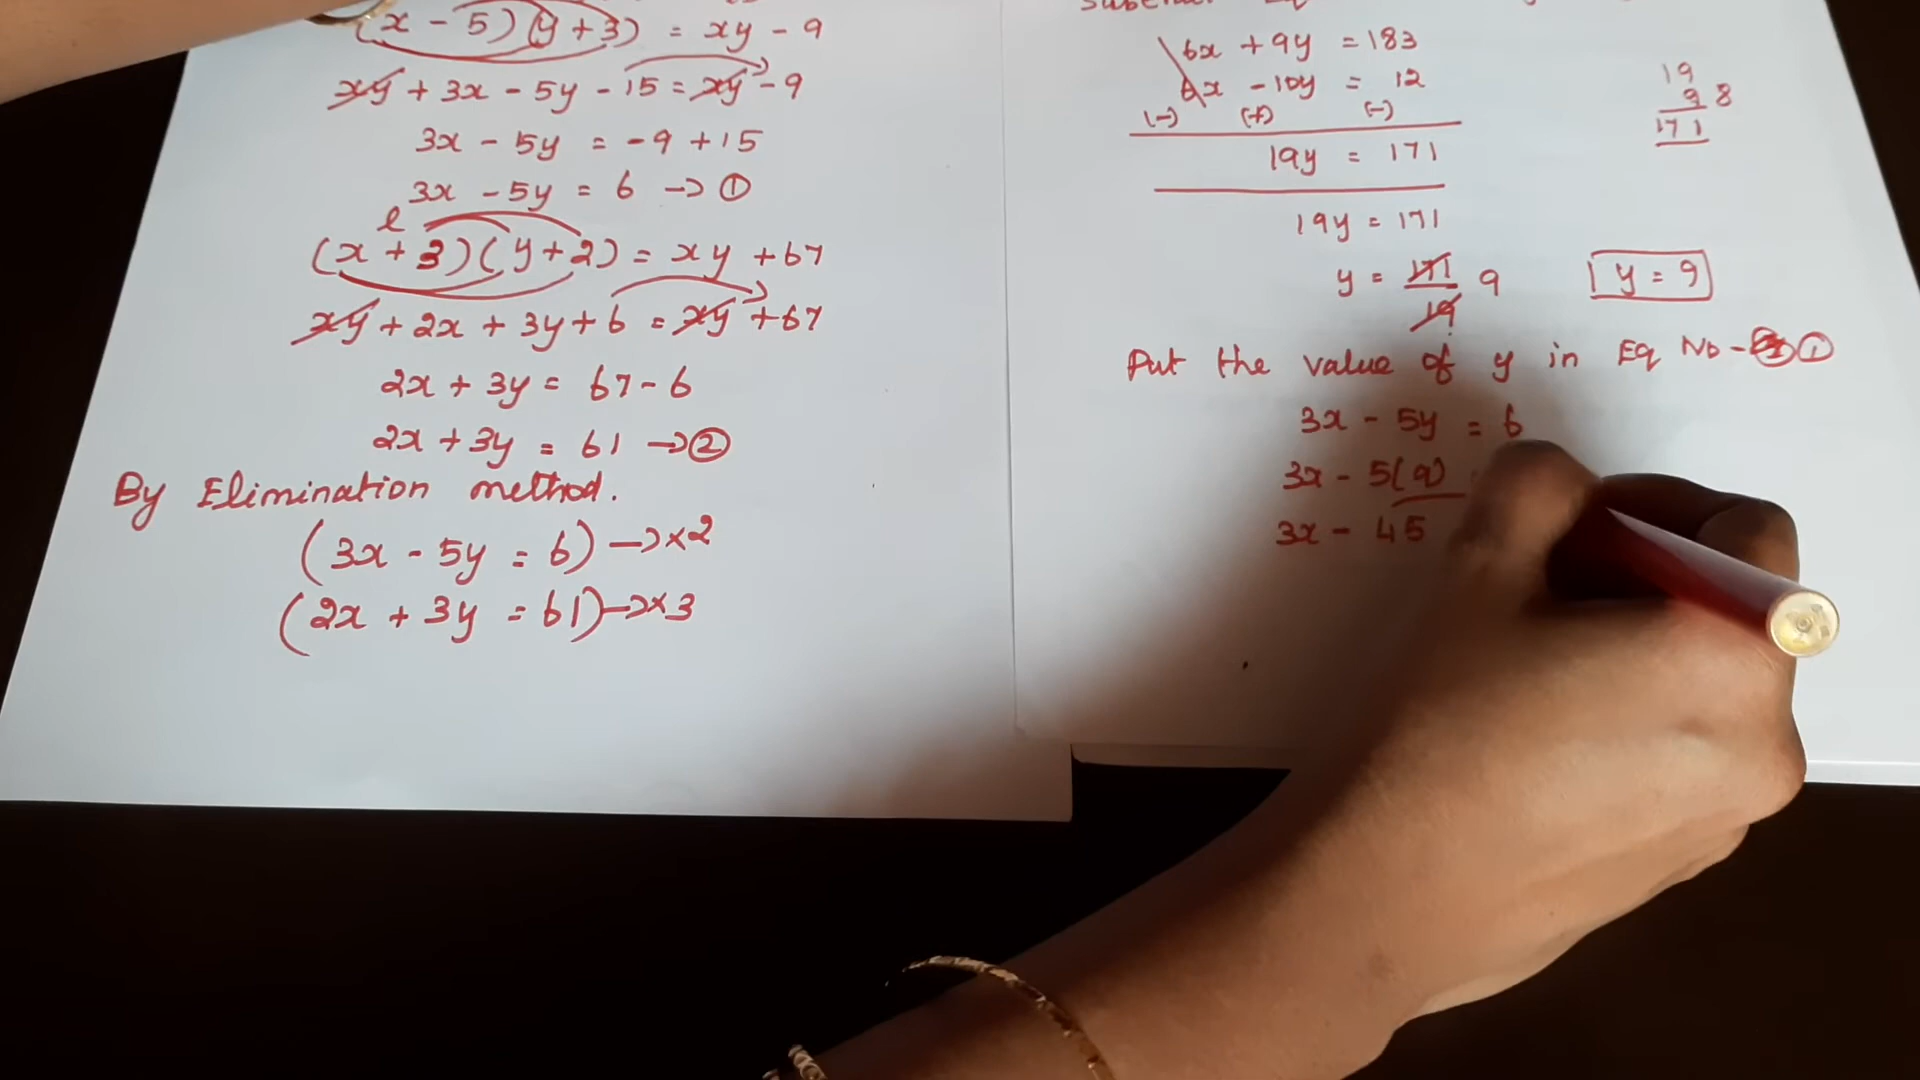 (x - 5)(y + 3) = xy - 9
xy + 3x - 5y - 15 = xy - 9
3x - 5y = -9 + 15
3x - 5y = 6 → ①
(x + 3)(y + 2) = xy + 67
xy + 2x + 3y + 6 = xy + 67
2x + 3y = 67 - 6
2x + 3y = 61 → ②
By Elimination method.
(3x - 5y = 6) → ×2
(2x + 3y = 61) → ×3
6x + 9y = 183
6x - 10y = 12
(-) (+) (-)
19y = 171
19y = 171
y = 171/19 9
y = 9
Put the value of y in Eq No - ①
3x - 5y = 6
3x - 5(9)
3x - 45
19
9 8
171